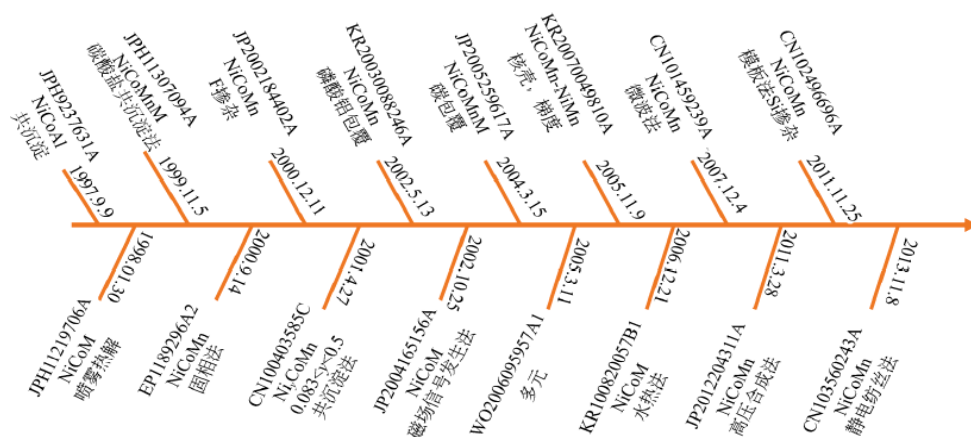 JPH9237631A
NiCoAl
共沉淀
1997.9.9
JPH11307094A
NiCoMnM
碳酸盐共沉淀法
1999.11.5
JP2002184402A
NiCoMn
F掺杂
2000.12.11
KR20030088246A
NiCoMn
磷酸铝包覆
2002.5.13
JP2005259617A
NiCoMnM
碳包覆
2004.3.15
KR20070049810A
NiCoMn-NiMn
核壳，梯度
2005.11.9
CN101459239A
NiCoMn
微波法
2007.12.4
CN102496696A
NiCoMn
模板法Si掺杂
2011.11.25
1998.01.30
JPH11219706A
NiCoM
喷雾热解
2000.9.14
EP1189296A2
NiCoMn
固相法
2001.4.27
CN100403585C
NiyCoMn
0.083<y<0.5
共沉淀法
2002.10.25
JP2004165156A
NiCoM
磁场信号发生法
2005.3.11
WO2006095957A1
多元
2006.12.21
KR100820057B1
NiCoM
水热法
2011.3.28
JP2012204311A
NiCoMn
高压合成法
2013.11.8
CN103560243A
NiCoMn
静电纺丝法